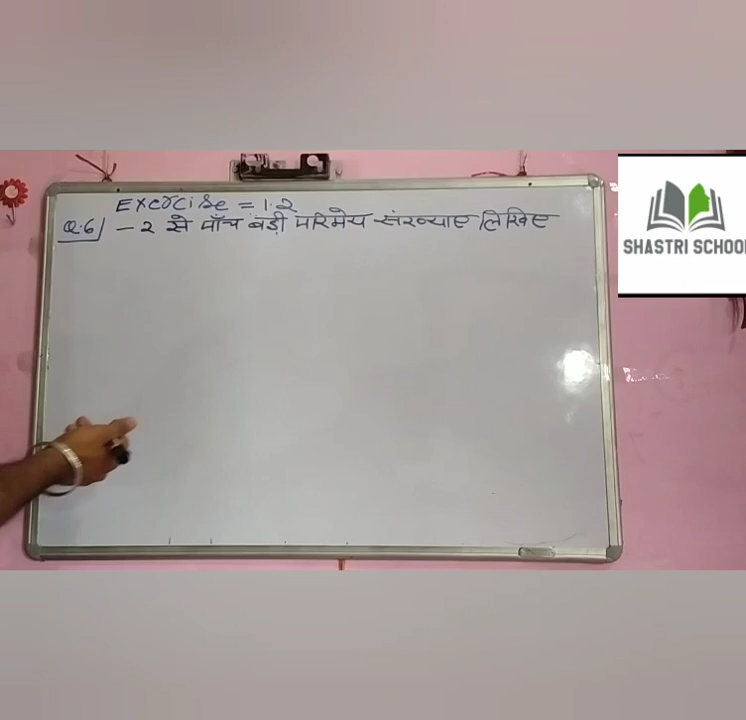 Exercise = 1.2
Q.6) -2 से पाँच बड़ी परिमेय संख्याए लिखिए
SHASTRI SCHOOL